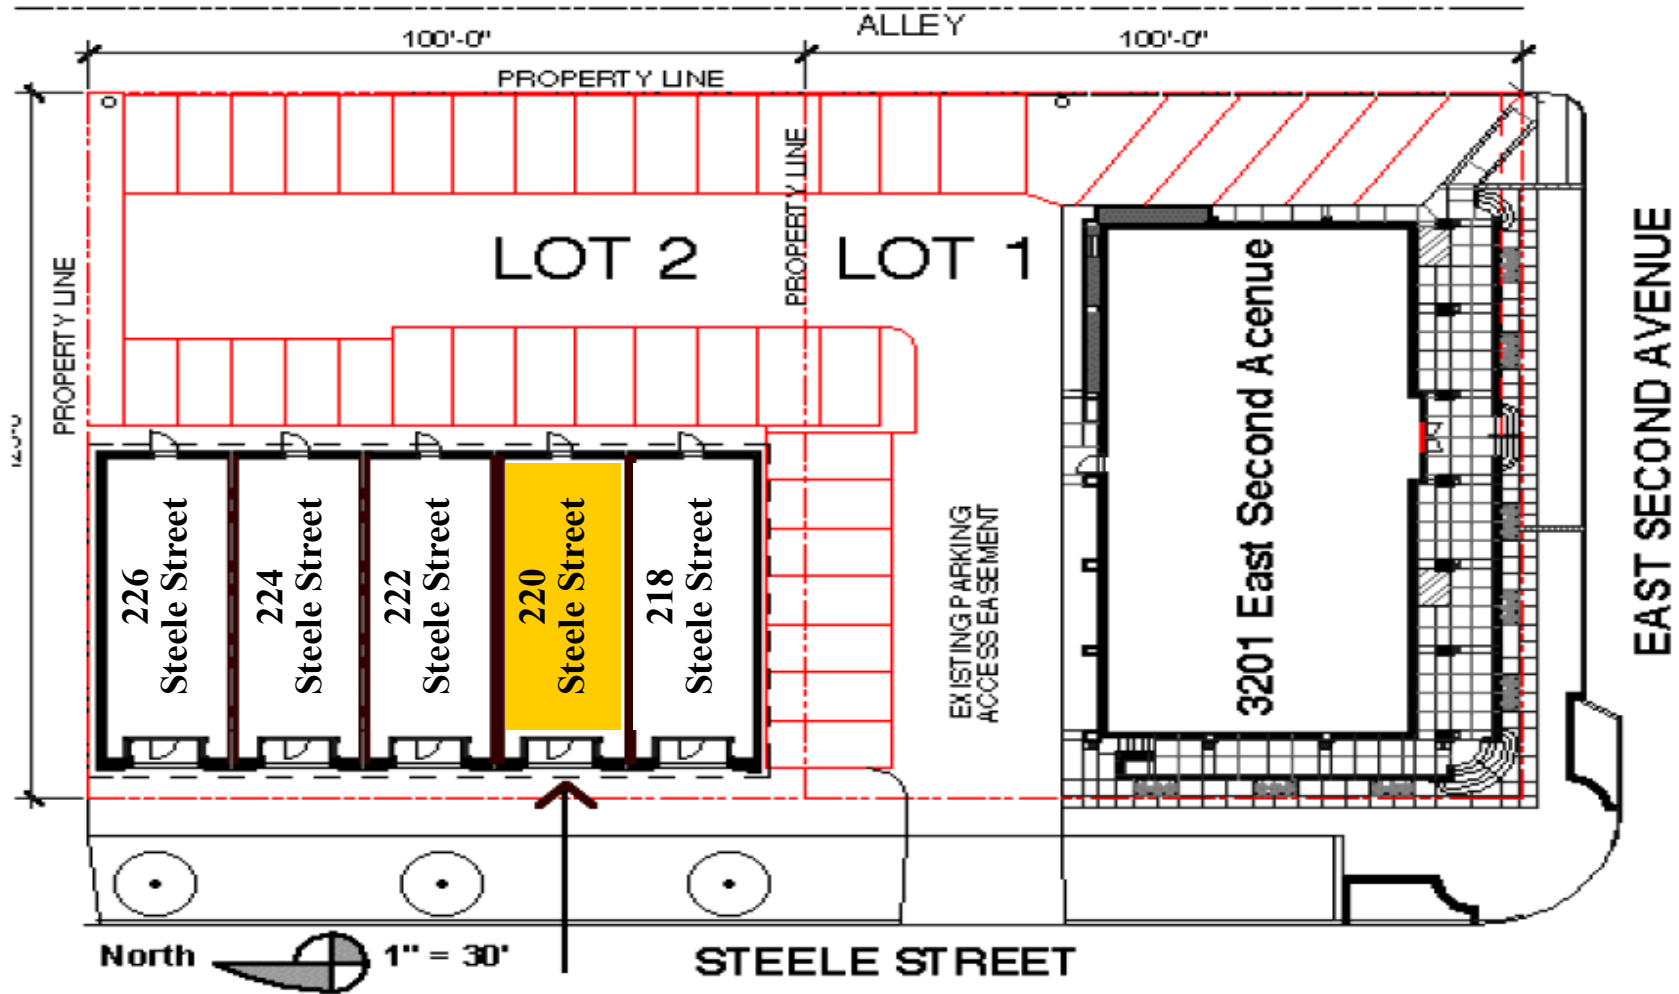 ALLEY
100'-0"
100'-0"
PROPERTY LINE
PROPERTY LINE
LOT 2
LOT 1
PROPERTY LINE
3201 East Second Acenue
EAST SECOND AVENUE
226
Steele Street
224
Steele Street
222
Steele Street
220
Steele Street
218
Steele Street
EXISTING PARKING
ACCESS EASEMENT
North
1" = 30'
STEELE STREET